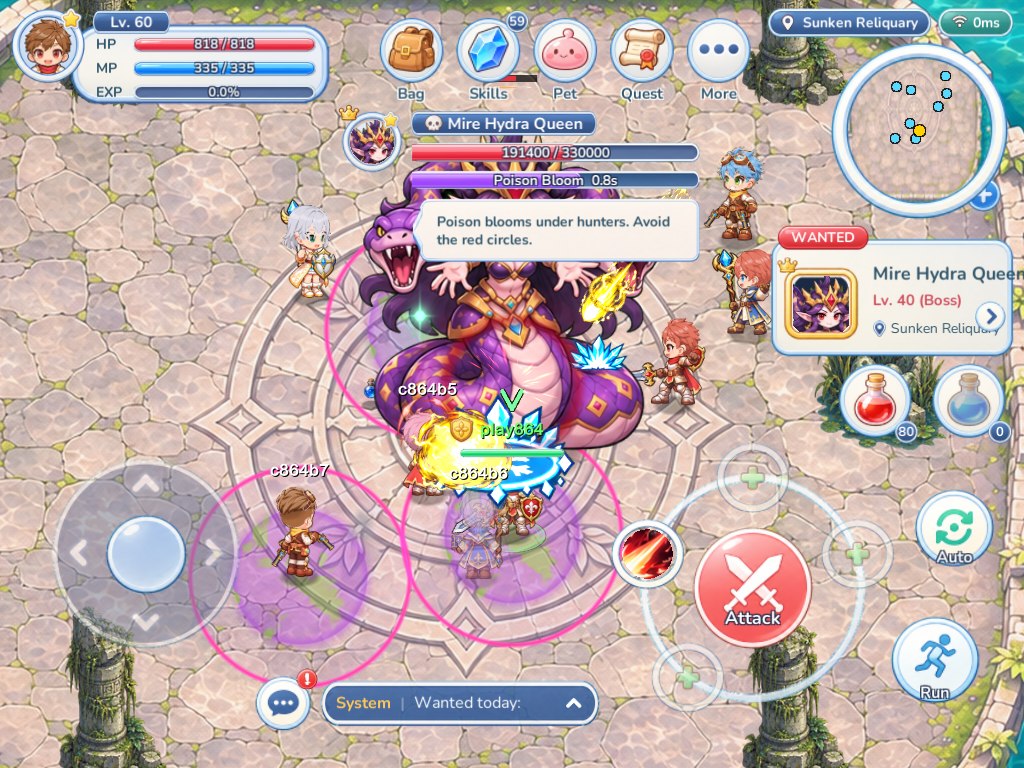 Lv. 60
HP 818 / 818
MP 335 / 335
EXP 0.0%
Bag
59
Skills
Pet
Quest
More
Sunken Reliquary
0ms
Mire Hydra Queen
191400 / 330000
Poison Bloom 0.8s
Poison blooms under hunters. Avoid
the red circles.
WANTED
Mire Hydra Queen
Lv. 40 (Boss)
Sunken Reliquary
80
0
c864b5
play864
c864b7
c864b6
Auto
Attack
Run
System | Wanted today: